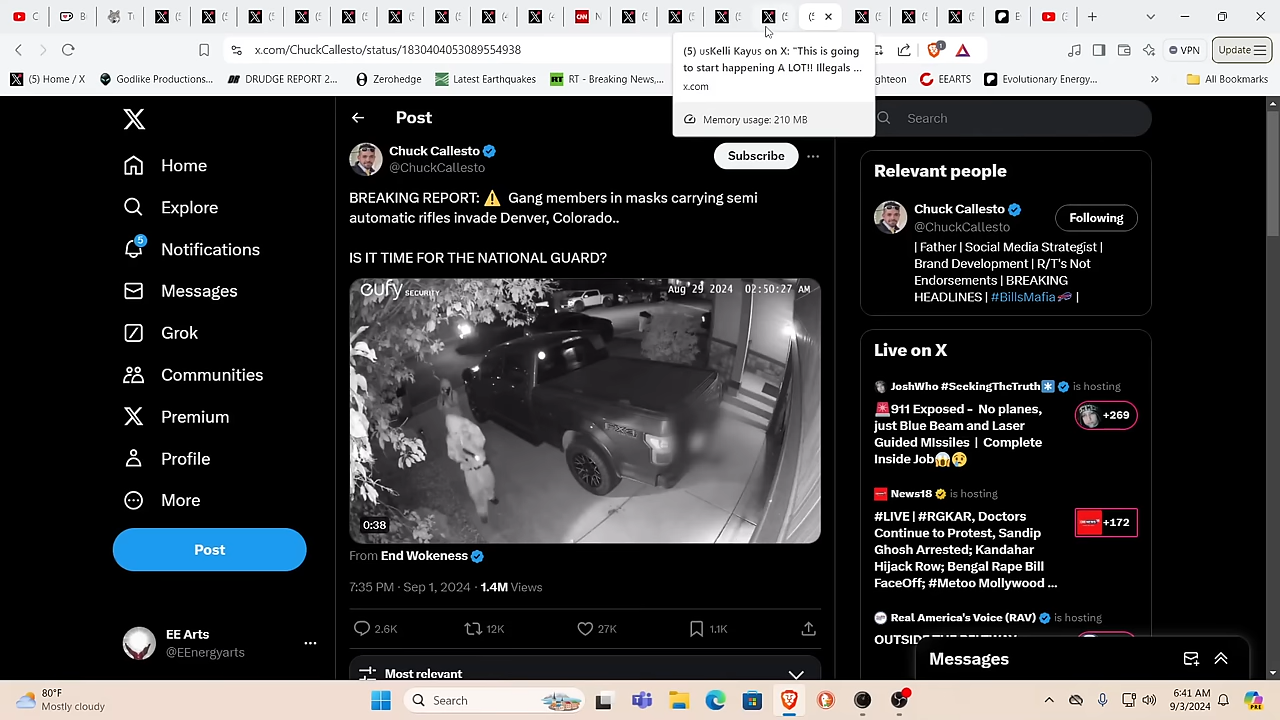 (5) usKelli Kayus on X: "This is going
to start happening A LOT!! Illegals ...
x.com
Memory usage: 210 MB
x.com/ChuckCallesto/status/1830404053089554938
VPN
Update
(5) Home / X
Godlike Productions...
DRUDGE REPORT 2...
Zerohedge
Latest Earthquakes
RT - Breaking News,...
ghteon
EEARTS
Evolutionary Energy...
All Bookmarks
Home
Explore
5
Notifications
Messages
Grok
Communities
Premium
Profile
More
Post
EE Arts
@EEnergyarts
Post
Chuck Callesto
@ChuckCallesto
Subscribe
BREAKING REPORT: ⚠️ Gang members in masks carrying semi
automatic rifles invade Denver, Colorado..
IS IT TIME FOR THE NATIONAL GUARD?
eufy SECURITY
Aug 29 2024 02:50:27 AM
0:38
From End Wokeness
7:35 PM · Sep 1, 2024 · 1.4M Views
2.6K
12K
27K
1.1K
Most relevant
Search
Relevant people
Chuck Callesto
@ChuckCallesto
Following
| Father | Social Media Strategist |
Brand Development | R/T's Not
Endorsements | BREAKING
HEADLINES | #BillsMafia |
Live on X
JoshWho #SeekingTheTruth is hosting
🚨911 Exposed - No planes,
just Blue Beam and Laser
Guided MIssiles | Complete
Inside Job😱😢
+269
News18 is hosting
#LIVE | #RGKAR, Doctors
Continue to Protest, Sandip
Ghosh Arrested; Kandahar
Hijack Row; Bengal Rape Bill
FaceOff; #Metoo Mollywood ...
+172
Real America's Voice (RAV) is hosting
OUTSIDE THE BELTWAY
Messages
80°F
Mostly cloudy
Search
6:41 AM
9/3/2024